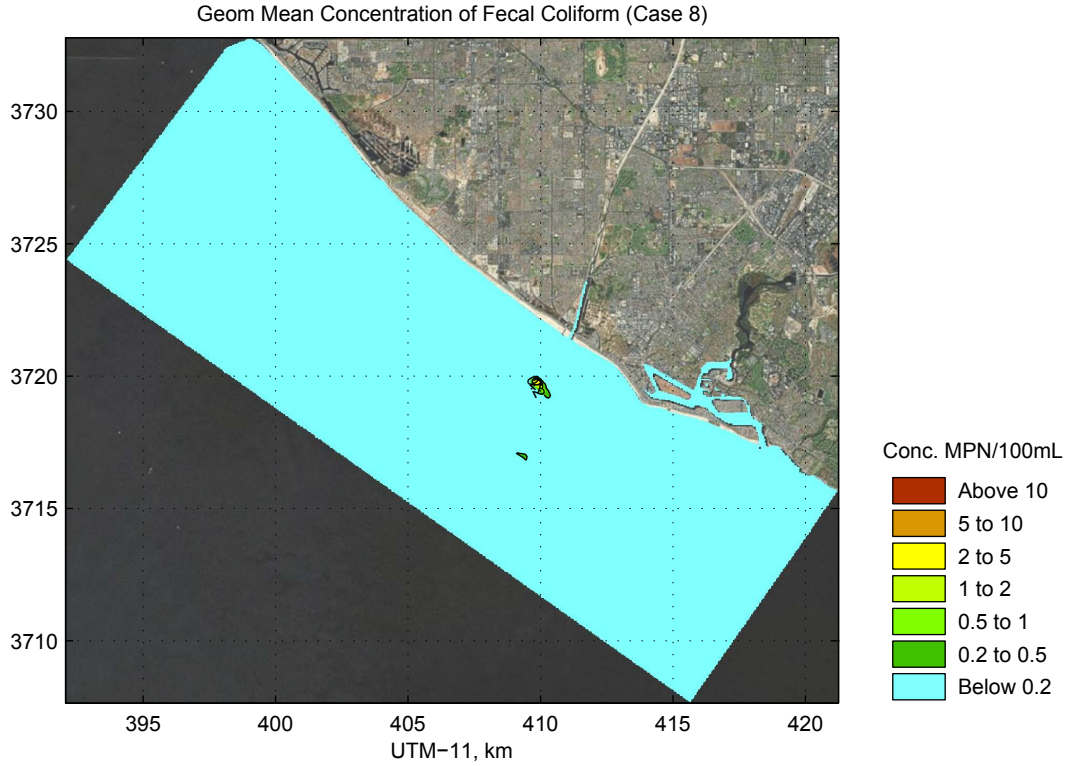 Geom Mean Concentration of Fecal Coliform (Case 8)
3730
3725
3720
3715
3710
395 400 405 410 415 420
UTM−11, km
Conc. MPN/100mL
Above 10
5 to 10
2 to 5
1 to 2
0.5 to 1
0.2 to 0.5
Below 0.2